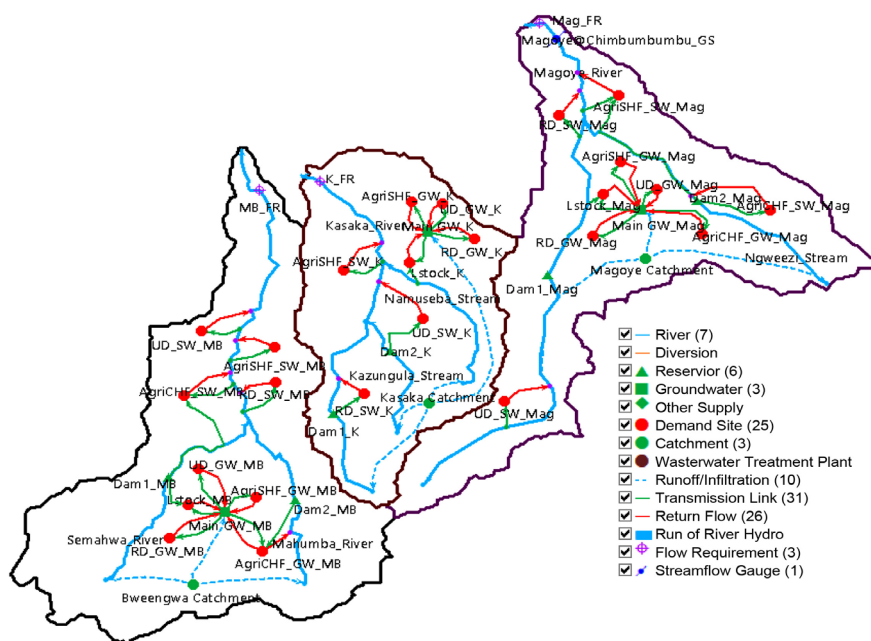 Mag_FR
Magoye@Chimbumbumbu_GS
Magoye_River
AgriSHF_SW_Mag
RD_SW_Mag
AgriSHF_GW_Mag
UD_GW_Mag
Dam2_Mag
Lstock_Mag
AgriCHF_SW_Mag
Main GW_Mag
AgriCHF_GW_Mag
RD_GW_Mag
Magoye Catchment
Ngweezi_Stream
Dam1_Mag
UD_SW_Mag
K_FR
AgriSHF_GW_K
UD_GW_K
Kasaka_River
Main_GW_K
RD_GW_K
AgriSHF_SW_K
Lstock_K
Namuseba_Stream
UD_SW_K
Dam2_K
Kazungula_Stream
Kasaka Catchment
RD_SW_K
Dam1_K
MB_FR
UD_SW_MB
AgriSHF_SW_MB
AgriCHF_SW_MB
RD_SW_MB
UD_GW_MB
Dam1_MB
AgriSHF_GW_MB
Lstock_MB
Dam2_MB
Main_GW_MB
Semahwa_River
Mahumba_River
RD_GW_MB
AgriCHF_GW_MB
Bweengwa Catchment
River (7)
Diversion
Reservior (6)
Groundwater (3)
Other Supply
Demand Site (25)
Catchment (3)
Wasterwater Treatment Plant
Runoff/Infiltration (10)
Transmission Link (31)
Return Flow (26)
Run of River Hydro
Flow Requirement (3)
Streamflow Gauge (1)